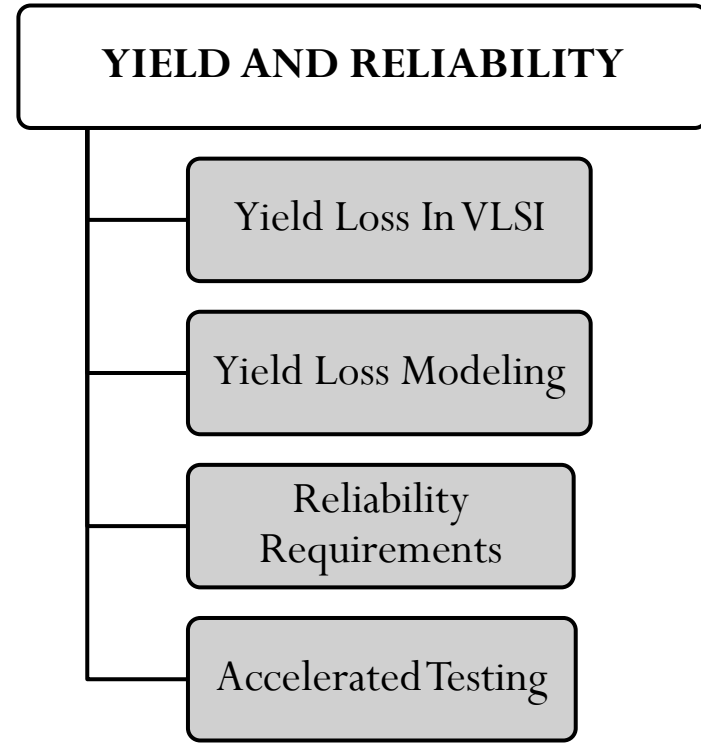 YIELD AND RELIABILITY
Yield Loss In VLSI
Yield Loss Modeling
Reliability
Requirements
Accelerated Testing